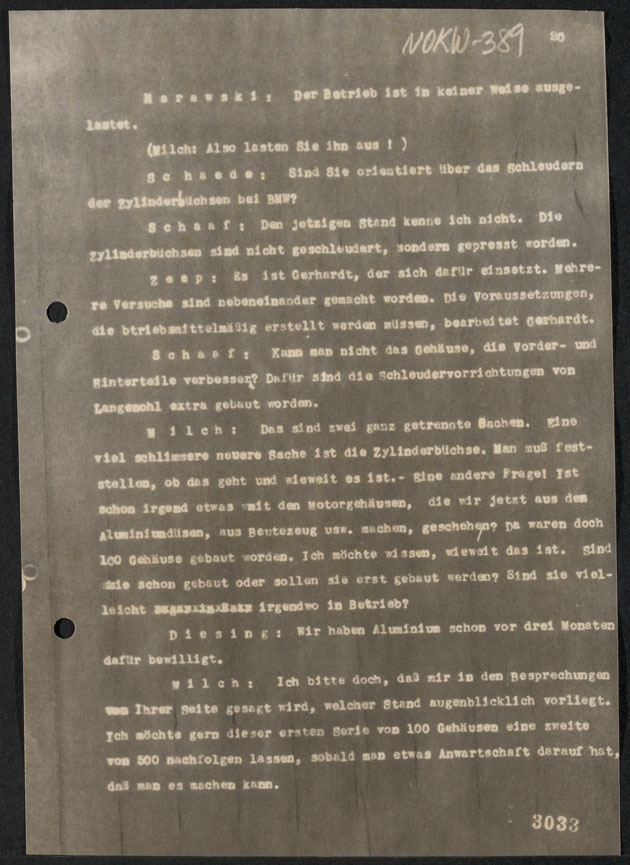 NOKW-389
20
Marawski: Der Betrieb ist in keiner Weise ausge-
lastet.
(Milch: Also lasten Sie ihn aus ! )
Schaede: Sind Sie orientiert über das Schleudern
der Zylinderbüchsen bei BMW?
Schaaf: Den jetzigen Stand kenne ich nicht. Die
Zylinderbüchsen sind nicht geschleudert, sondern gepresst worden.
Zeep: Es ist Gerhardt, der sich dafür einsetzt. Mehre-
re Versuche sind nebeneinander gemacht worden. Die Voraussetzungen,
die btriebsmittelmäßig erstellt werden müssen, bearbeitet Gerhardt.
Schaaf: Kann man nicht das Gehäuse, die Vorder- und
Hinterteile verbessern? Dafür sind die Schleudervorrichtungen von
Langemohl extra gebaut worden.
Milch: Das sind zwei ganz getrennte Sachen. Eine
viel schlimmere neuere Sache ist die Zylinderbüchse. Man muß fest-
stellen, ob das geht und wieweit es ist.- Eine andere Frage! Ist
schon irgend etwas mit den Motorgehäusen, die wir jetzt aus den
Aluminiumdüsen, aus Beutezeug usw. machen, geschehen? Da waren doch
100 Gehäuse gebaut worden. Ich möchte wissen, wieweit das ist. Sind
sie schon gebaut oder sollen sie erst gebaut werden? Sind sie viel-
leicht irgendwo in Betrieb?
Diesing: Wir haben Aluminium schon vor drei Monaten
dafür bewilligt.
Milch: Ich bitte doch, daß mir in den Besprechungen
von Ihrer Seite gesagt wird, welcher Stand augenblicklich vorliegt.
Ich möchte gern dieser ersten Serie von 100 Gehäusen eine zweite
von 500 nachfolgen lassen, sobald man etwas Anwartschaft darauf hat,
daß man es machen kann.
3033